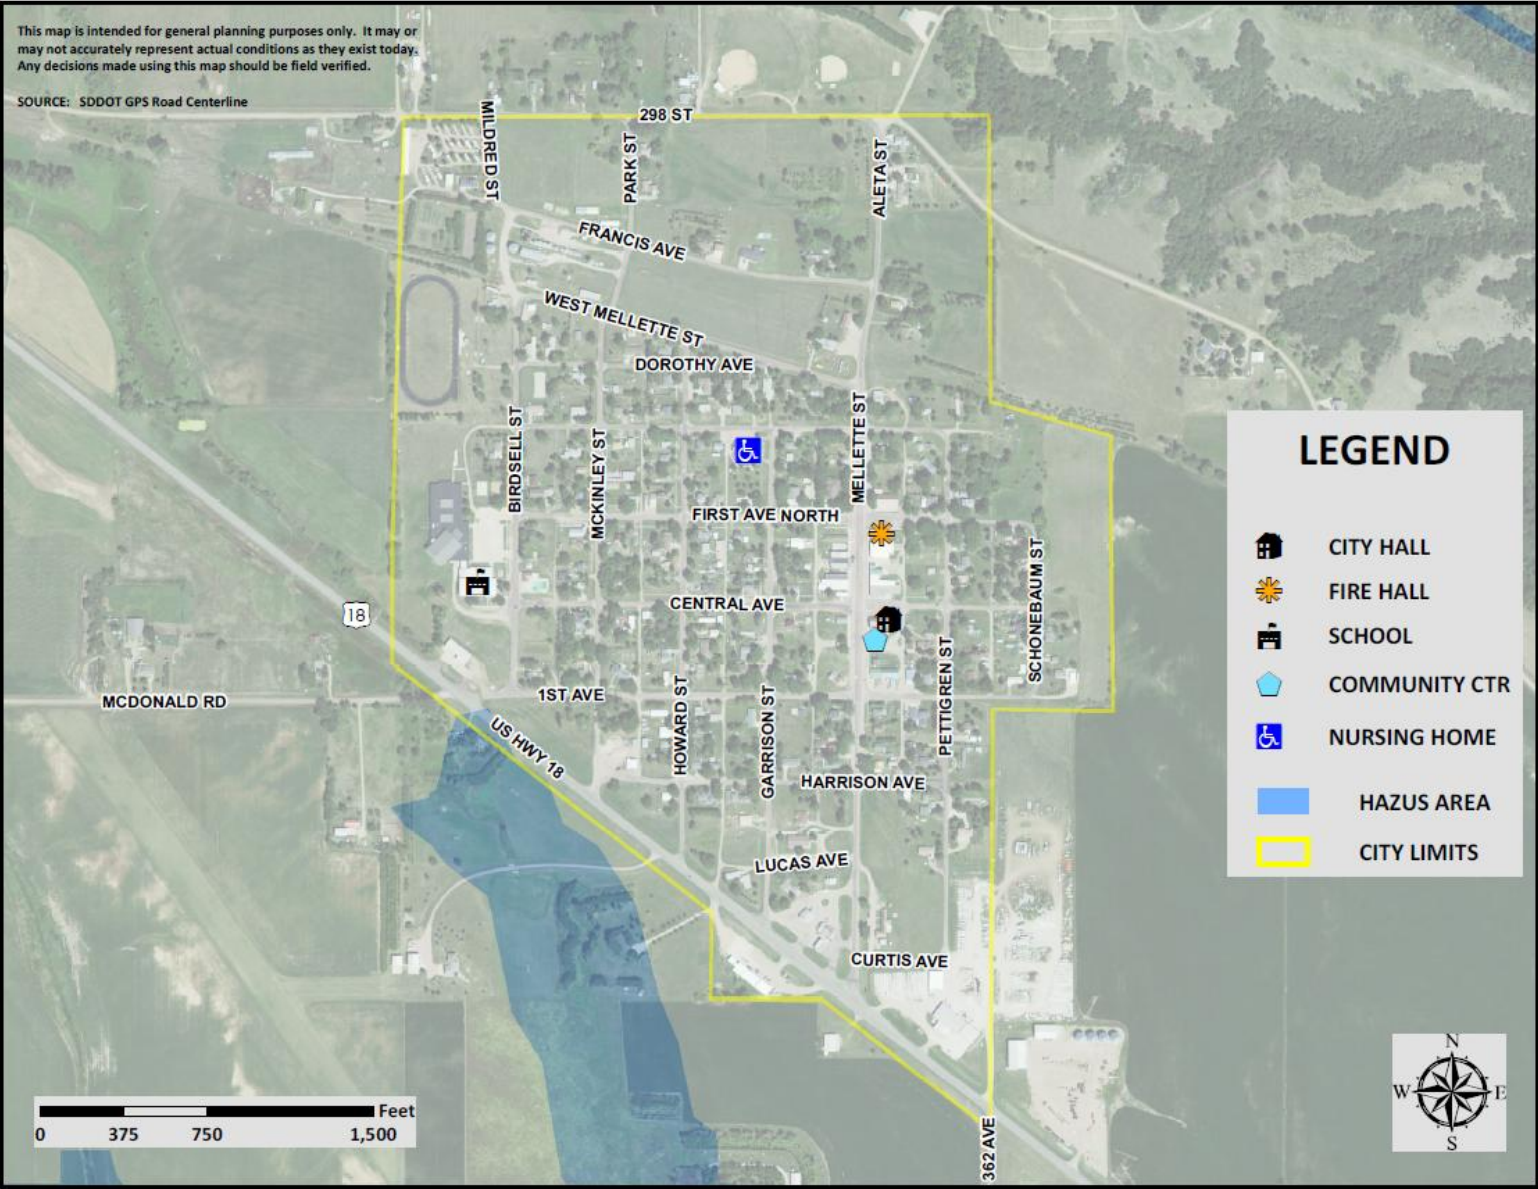 This map is intended for general planning purposes only. It may or
may not accurately represent actual conditions as they exist today.
Any decisions made using this map should be field verified.
SOURCE: SDDOT GPS Road Centerline
298 ST
MILDRED ST
PARK ST
ALETA ST
FRANCIS AVE
WEST MELLETTE ST
DOROTHY AVE
BIRDSELL ST
MCKINLEY ST
MELLETTE ST
FIRST AVE NORTH
CENTRAL AVE
SCHONEBAUM ST
18
MCDONALD RD
1ST AVE
US HWY 18
HOWARD ST
GARRISON ST
PETTIGREN ST
HARRISON AVE
LUCAS AVE
CURTIS AVE
362 AVE
LEGEND
CITY HALL
FIRE HALL
SCHOOL
COMMUNITY CTR
NURSING HOME
HAZUS AREA
CITY LIMITS
N
W E
S
Feet
0 375 750 1,500